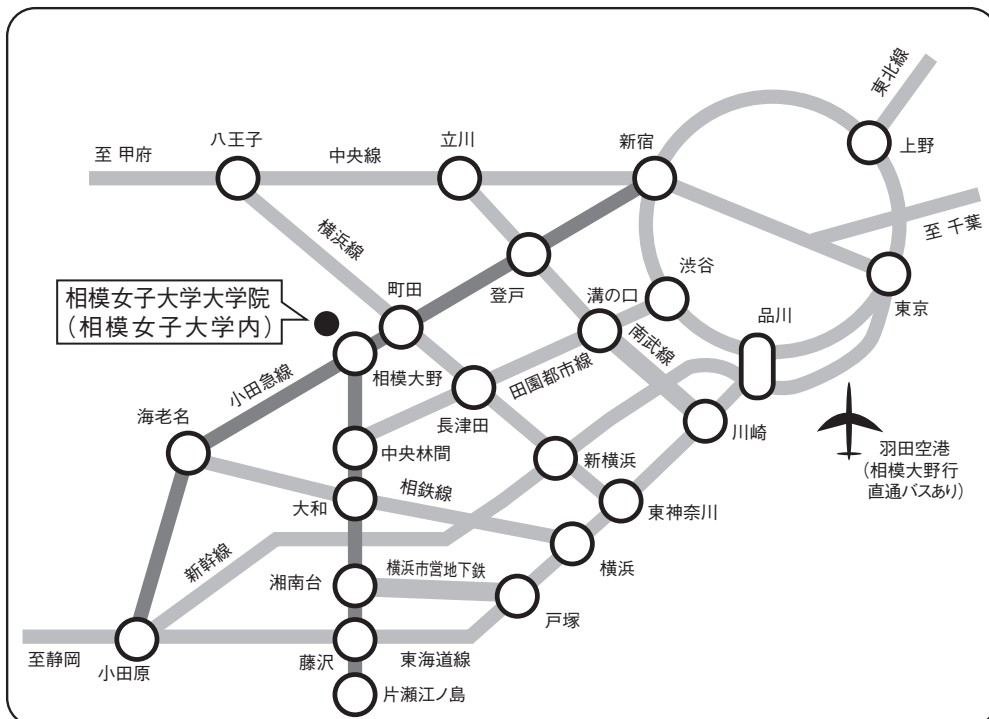 東北線
八王子
立川
新宿
上野
至 甲府
中央線
横浜線
至 千葉
渋谷
町田
登戸
溝の口
東京
品川
相模女子大学大学院
(相模女子大学内)
南武線
小田急線
相模大野
田園都市線
海老名
長津田
川崎
中央林間
新横浜
羽田空港
(相模大野行
直通バスあり)
相鉄線
大和
東神奈川
新幹線
横浜市営地下鉄
横浜
湘南台
戸塚
至静岡
小田原
藤沢
東海道線
片瀬江ノ島